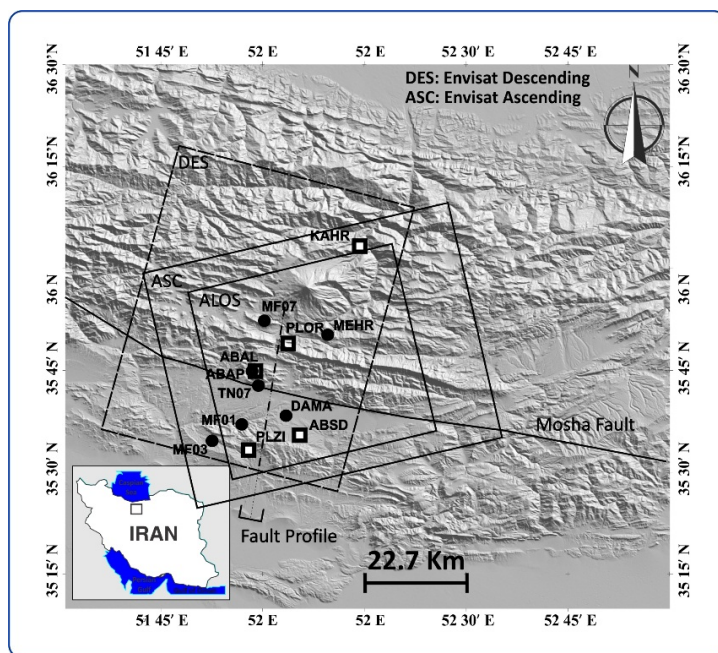 51 45′ E
52 E
52 E
52 30′ E
52 45′ E
36 30′N
36 15′N
36 N
35 45′N
35 30′N
35 15′N
DES: Envisat Descending
ASC: Envisat Ascending
N
36 30′N
36 15′N
36 N
35 45′N
35 30′N
35 15′N
DES
KAHR
ASC
ALOS
MF07
PLOR
MEHR
ABAL
ABAP
TN07
DAMA
MF01
ABSD
Mosha Fault
MF03
PLZI
IRAN
Fault Profile
22.7 Km
51 45′ E
52 E
52 E
52 30′ E
52 45′ E